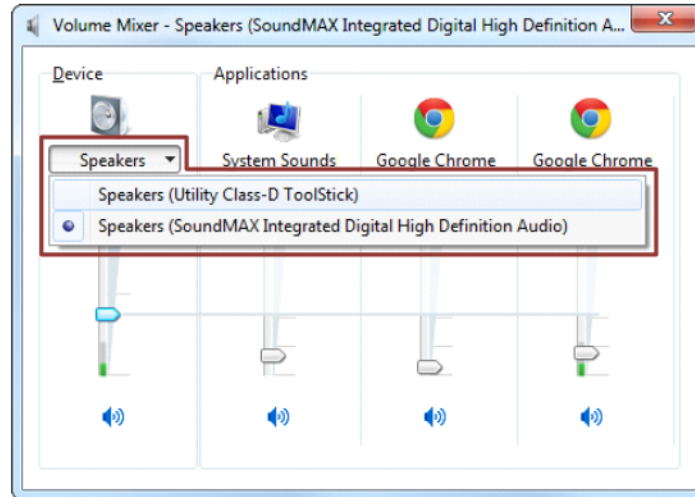 Volume Mixer - Speakers (SoundMAX Integrated Digital High Definition A...
Device
Applications
Speakers
System Sounds
Google Chrome
Google Chrome
Speakers (Utility Class-D ToolStick)
Speakers (SoundMAX Integrated Digital High Definition Audio)